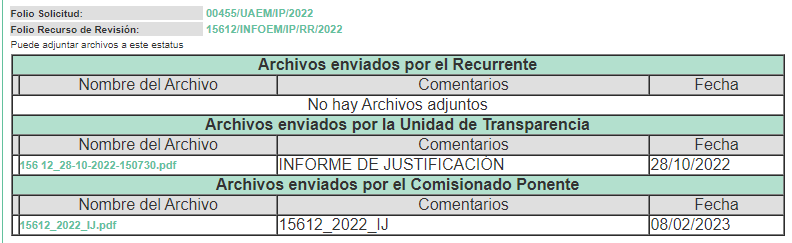 Folio Solicitud: 00455/UAEM/IP/2022
Folio Recurso de Revisión: 15612/INFOEM/IP/RR/2022
Puede adjuntar archivos a este estatus
Archivos enviados por el Recurrente
Nombre del Archivo Comentarios Fecha
No hay Archivos adjuntos
Archivos enviados por la Unidad de Transparencia
Nombre del Archivo Comentarios Fecha
156 12_28-10-2022-150730.pdf INFORME DE JUSTIFICACIÓN 28/10/2022
Archivos enviados por el Comisionado Ponente
Nombre del Archivo Comentarios Fecha
15612_2022_IJ.pdf 15612_2022_IJ 08/02/2023